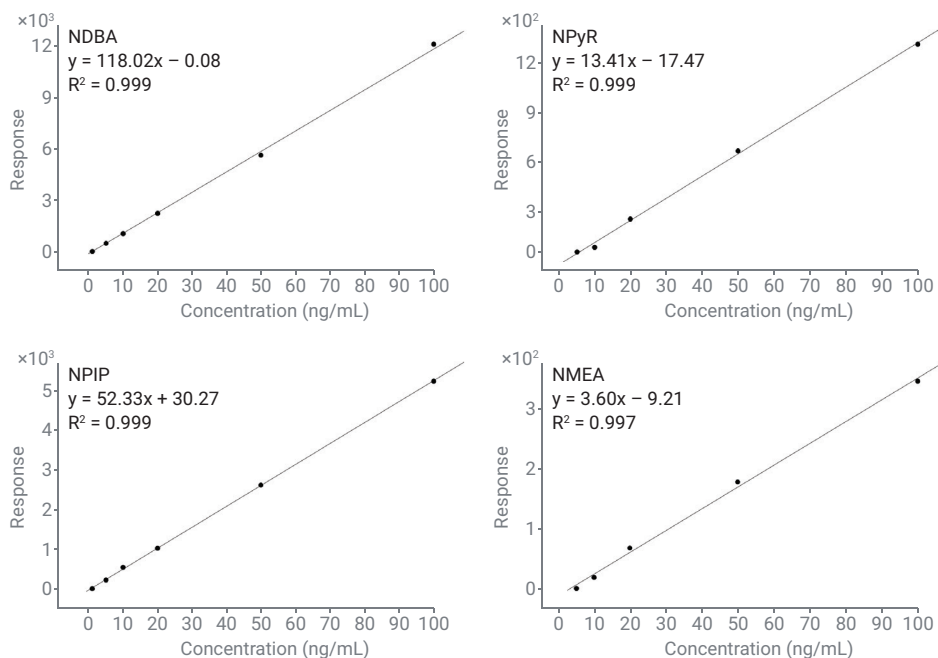 ×10³
NDBA
y = 118.02x – 0.08
R² = 0.999
12
9
6
3
0
Response
0 10 20 30 40 50 60 70 80 90 100
Concentration (ng/mL)
×10²
NPyR
y = 13.41x – 17.47
R² = 0.999
12
9
6
3
0
Response
0 10 20 30 40 50 60 70 80 90 100
Concentration (ng/mL)
×10³
NPIP
y = 52.33x + 30.27
R² = 0.999
5
4
3
2
1
0
Response
0 10 20 30 40 50 60 70 80 90 100
Concentration (ng/mL)
×10²
NMEA
y = 3.60x – 9.21
R² = 0.997
3
2
1
0
Response
0 10 20 30 40 50 60 70 80 90 100
Concentration (ng/mL)